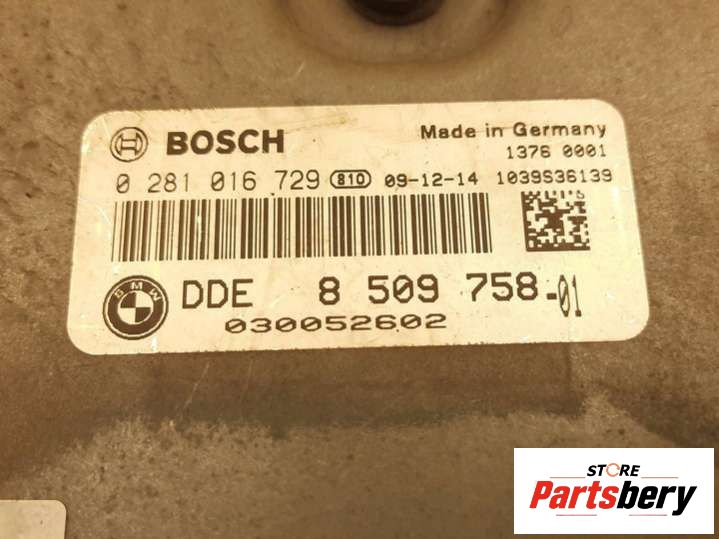 BOSCH
Made in Germany
1376 0001
0 281 016 729 810 09-12-14 1039S36139
BMW DDE 8 509 758-01
030052602
STORE
Partsbery